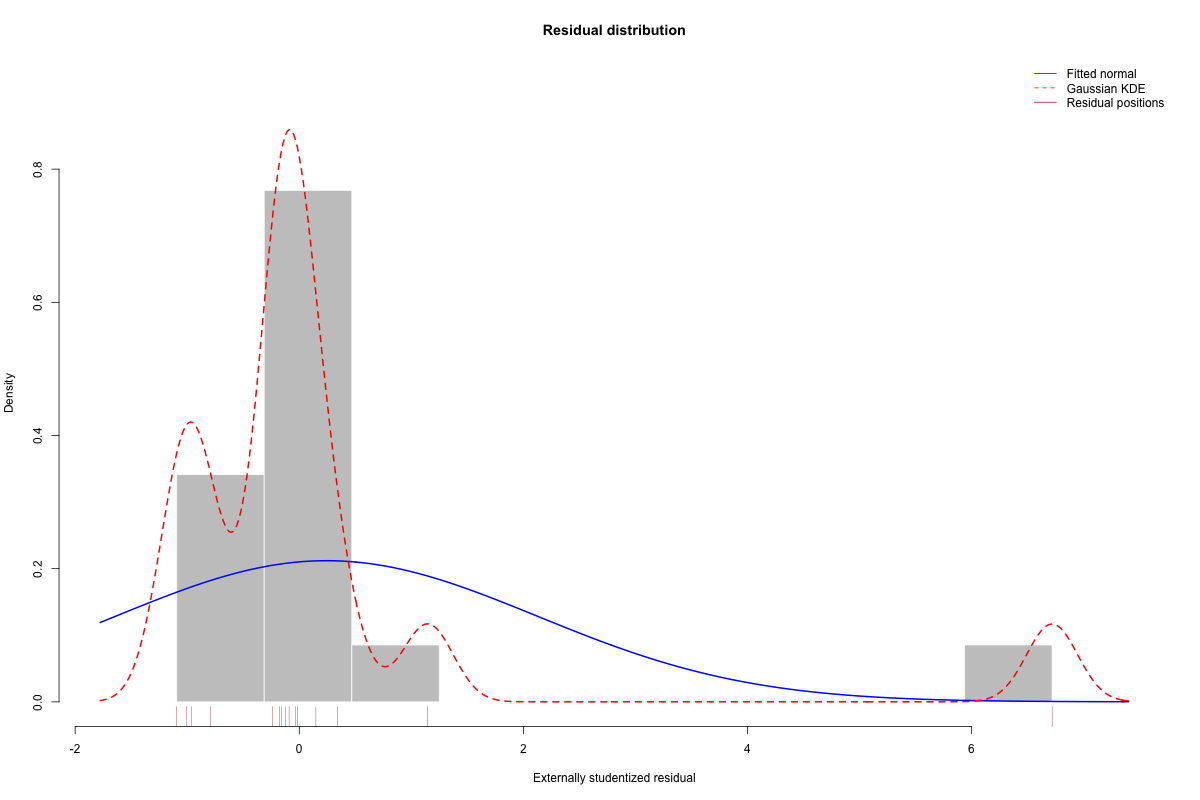 Residual distribution
Fitted normal
Gaussian KDE
Residual positions
Density
0.0
0.2
0.4
0.6
0.8
-2
0
2
4
6
Externally studentized residual